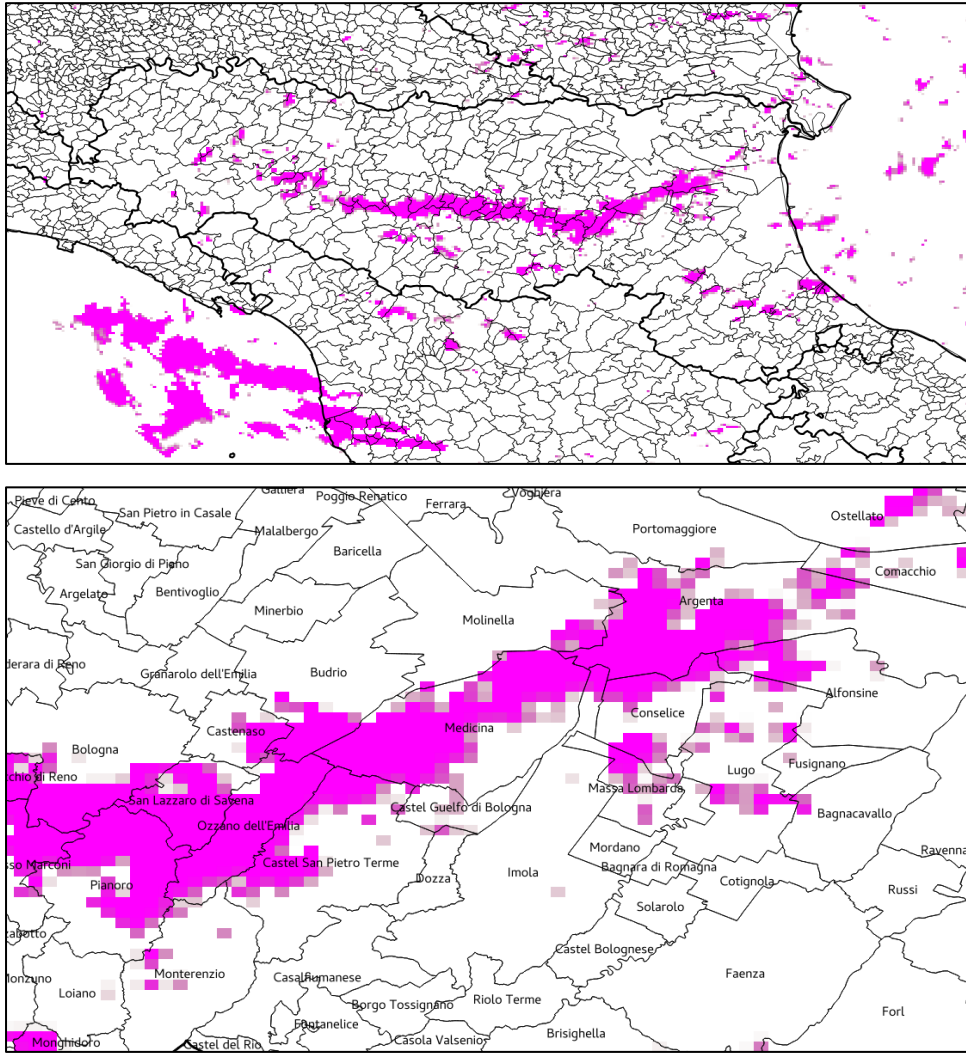 Galliera
Poggio Renatico
Voghiera
Pieve di Cento
Ferrara
San Pietro in Casale
Ostellato
Castello d'Argile
Malalbergo
Portomaggiore
Baricella
San Giorgio di Piano
Comacchio
Argelato
Bentivoglio
Argenta
Minerbio
Molinella
derara di Reno
Granarolo dell'Emilia
Budrio
Alfonsine
Conselice
Castenaso
Medicina
Bologna
Fusignano
cchio di Reno
Lugo
Massa Lombarda
San Lazzaro di Savena
Castel Guelfo di Bologna
Bagnacavallo
Ozzano dell'Emilia
Mordano
Ravenna
sso Marconi
Castel San Pietro Terme
Bagnara di Romagna
Imola
Pianoro
Dozza
Cotignola
Russi
Solarolo
zabotto
Castel Bolognese
Monzuno
Monterenzio
Casalfiumanese
Riolo Terme
Faenza
Loiano
Borgo Tossignano
Forl
Fontanelice
Monghidoro
Castel del Rio
Casola Valsenio
Brisighella